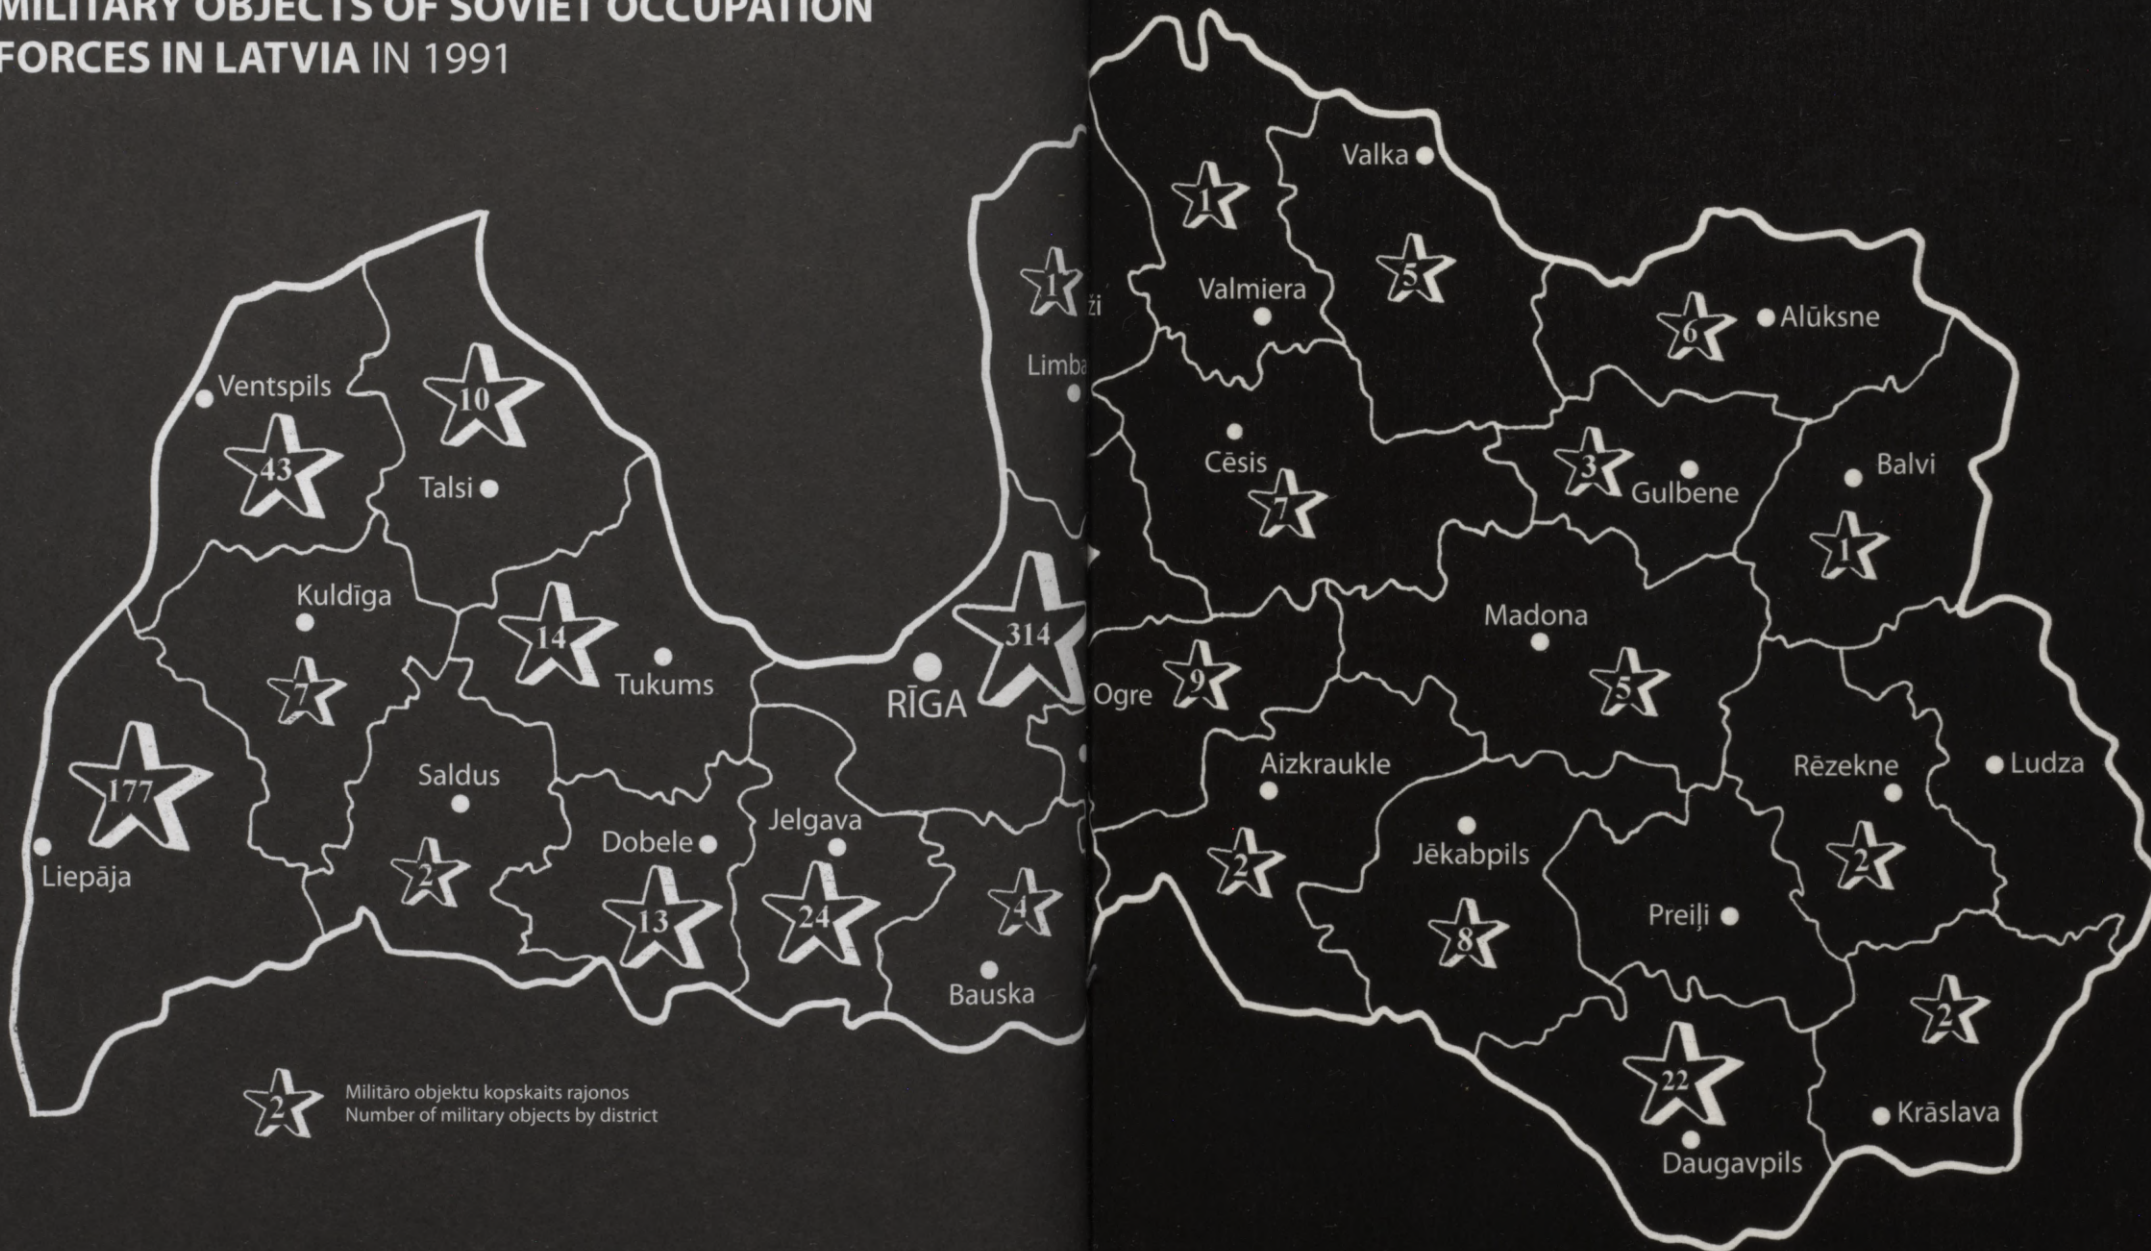 MILITARY OBJECTS OF SOVIET OCCUPATION
FORCES IN LATVIA IN 1991
Valka
1
5
1
ži
Valmiera
6
Alūksne
Limba
Ventspils
10
43
Talsi
Cēsis
7
3
Gulbene
Balvi
1
Kuldīga
7
14
Tukums
314
RĪGA
Ogre
9
Madona
5
177
Liepāja
Saldus
2
Dobele
13
Jelgava
24
4
Bauska
Aizkraukle
2
Jēkabpils
8
Preiļi
Rēzekne
2
Ludza
2
Krāslava
22
Daugavpils
2
Militāro objektu kopskaits rajonos
Number of military objects by district